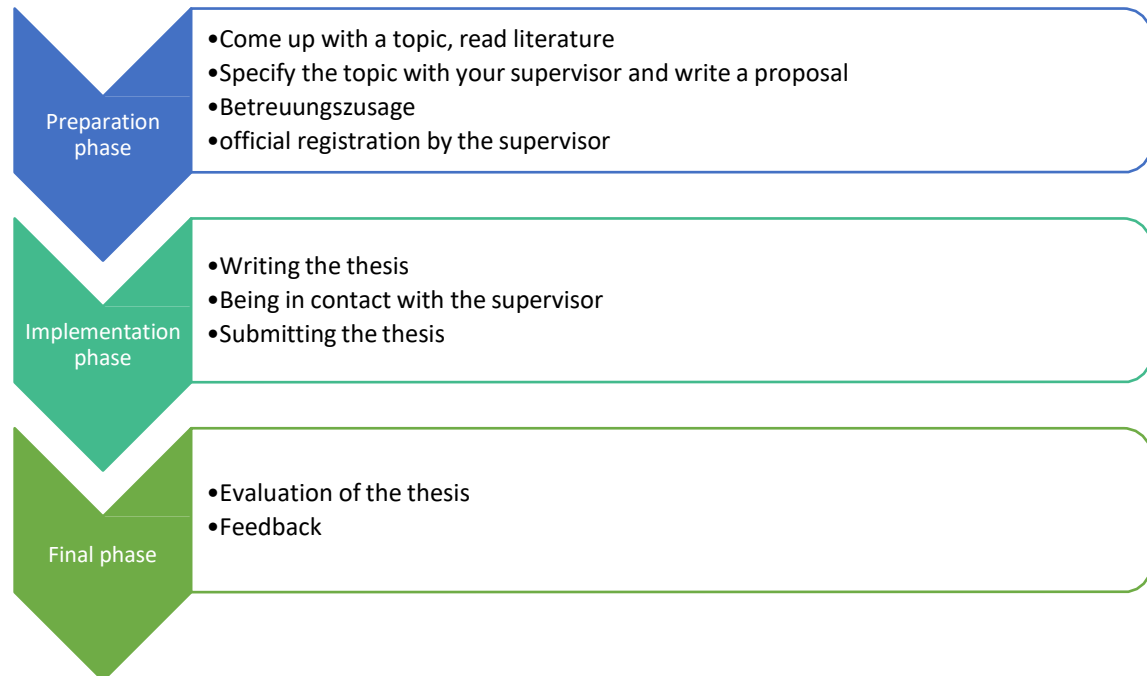 Preparation
phase
•Come up with a topic, read literature
•Specify the topic with your supervisor and write a proposal
•Betreuungszusage
•official registration by the supervisor
Implementation
phase
•Writing the thesis
•Being in contact with the supervisor
•Submitting the thesis
Final phase
•Evaluation of the thesis
•Feedback